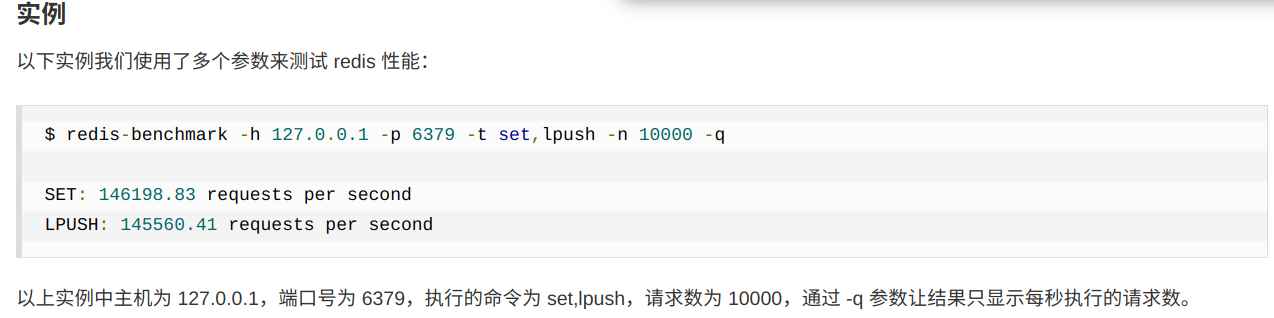 实例
以下实例我们使用了多个参数来测试 redis 性能：
$ redis-benchmark -h 127.0.0.1 -p 6379 -t set,lpush -n 10000 -q
SET: 146198.83 requests per second
LPUSH: 145560.41 requests per second
以上实例中主机为 127.0.0.1，端口号为 6379，执行的命令为 set,lpush，请求数为 10000，通过 -q 参数让结果只显示每秒执行的请求数。